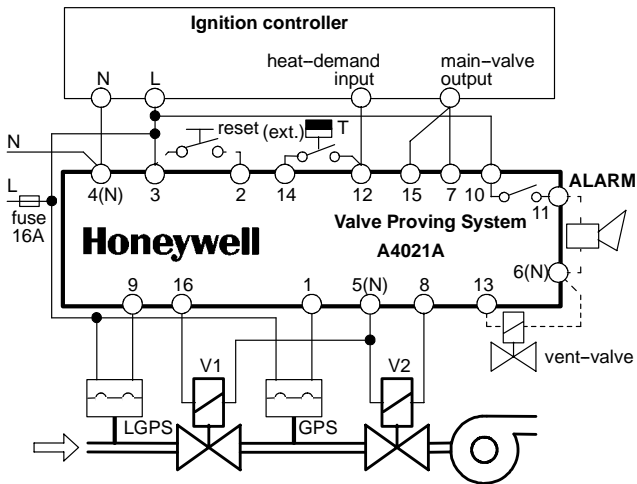 Ignition controller
N
L
heat-demand
input
main-valve
output
reset (ext.)
T
N
4(N)
3
2
14
12
15
7
10
ALARM
L
fuse
16A
11
Valve Proving System
Honeywell
A4021A
6(N)
9
16
1
5(N)
8
13
V1
V2
vent-valve
LGPS
GPS